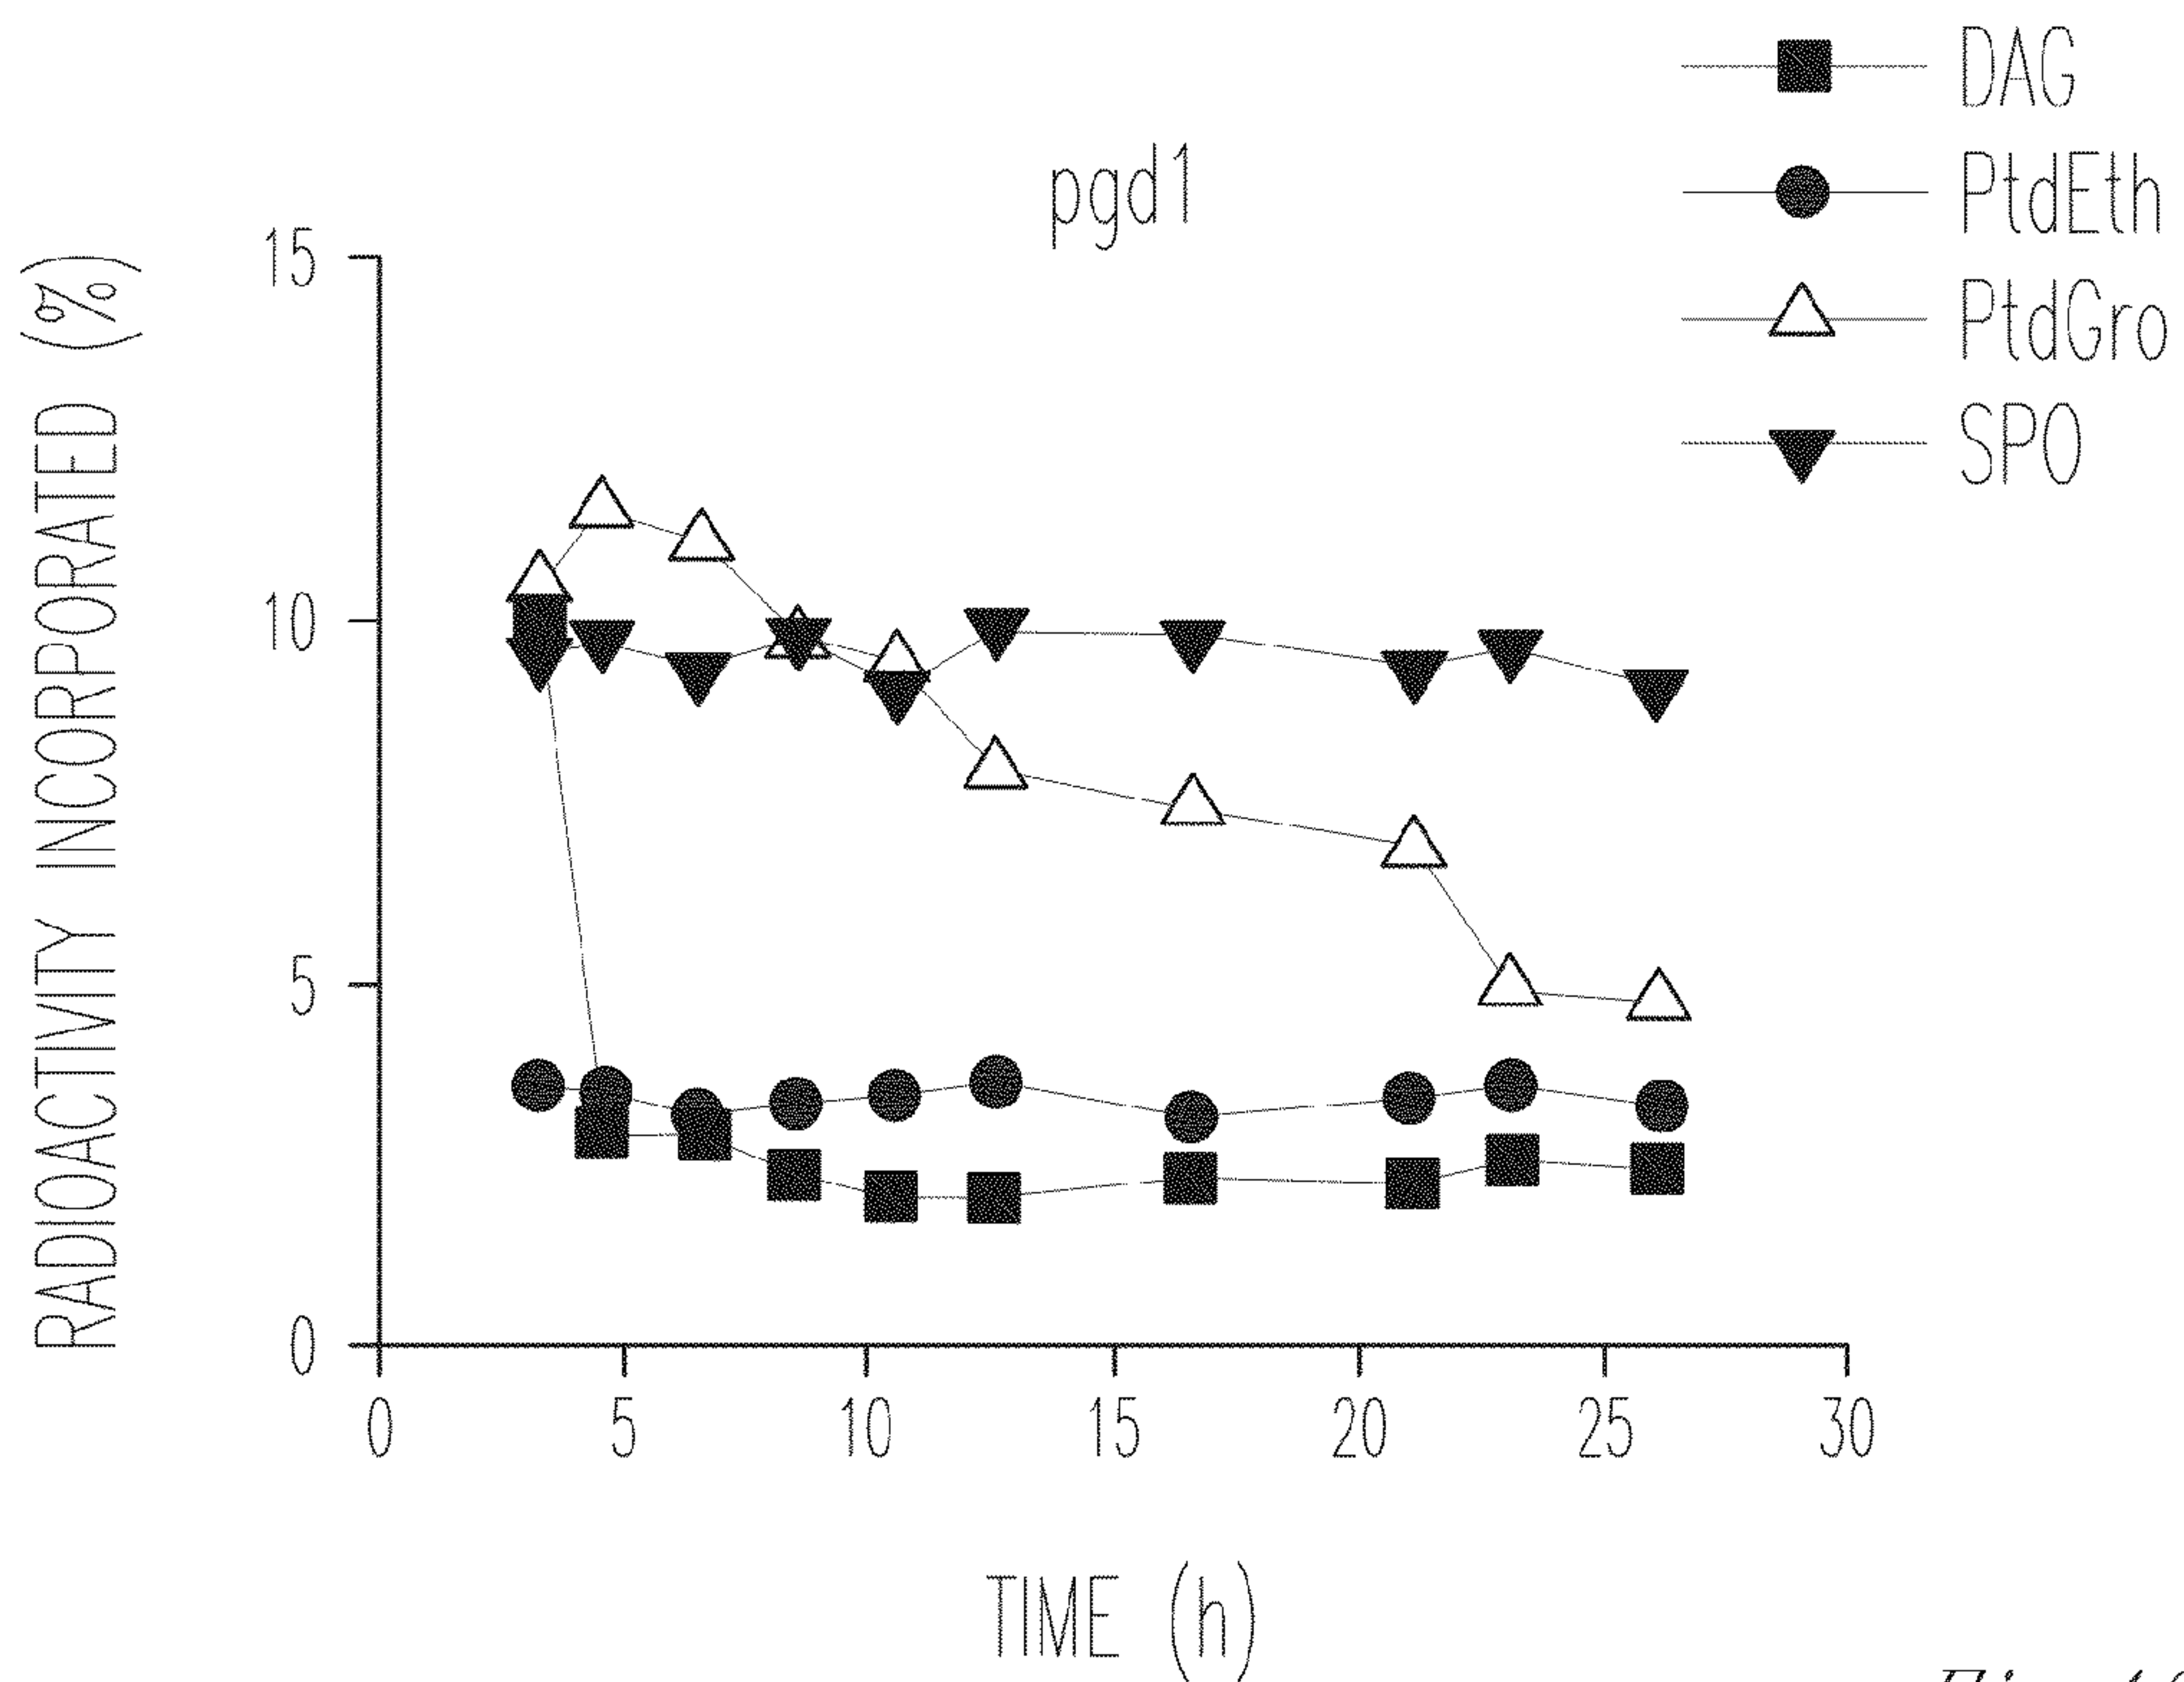 DAG
PtdEth
PtdGro
SPO
pgd1
RADIOACTIVITY INCORPORATED (%)
15
10
5
0
0 5 10 15 20 25 30
TIME (h)